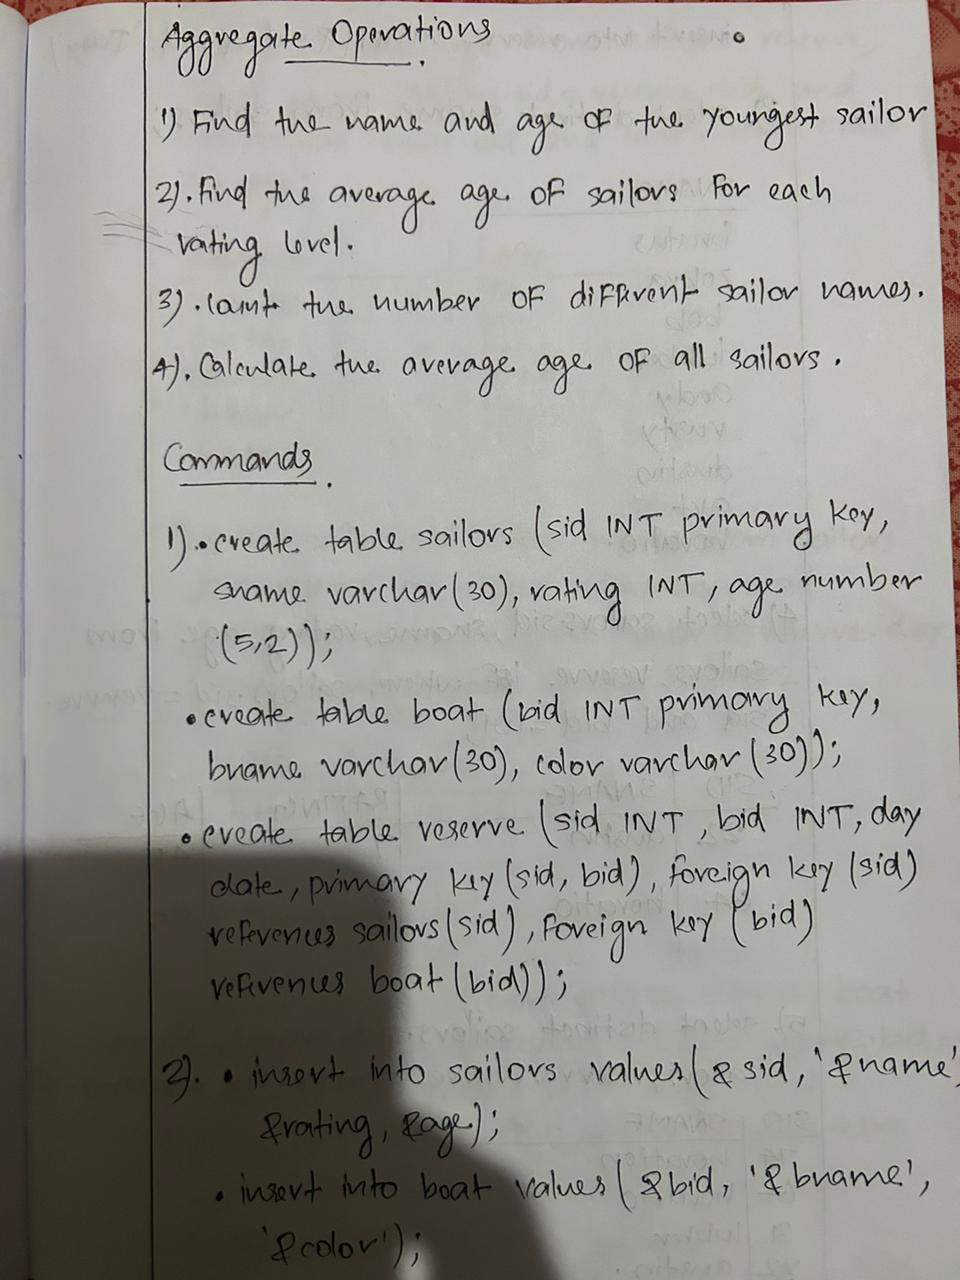 Aggregate Operations.
1) Find the name and age of the youngest sailor
2). Find the average age of sailors for each
rating level.
3). Count the number of different sailor names.
4). Calculate the average age of all sailors.
Commands.
1). • create table sailors (sid INT primary key,
sname varchar(30), rating INT, age number
(5,2));
• create table boat (bid INT primary key,
bname varchar(30), color varchar(30));
• create table reserve (sid INT, bid INT, day
date, primary key (sid, bid), foreign key (sid)
references sailors(sid), foreign key (bid)
references boat (bid));
2). • insert into sailors values(&sid, '&name',
&rating, &age);
• insert into boat values (&bid, '&bname',
'&color');